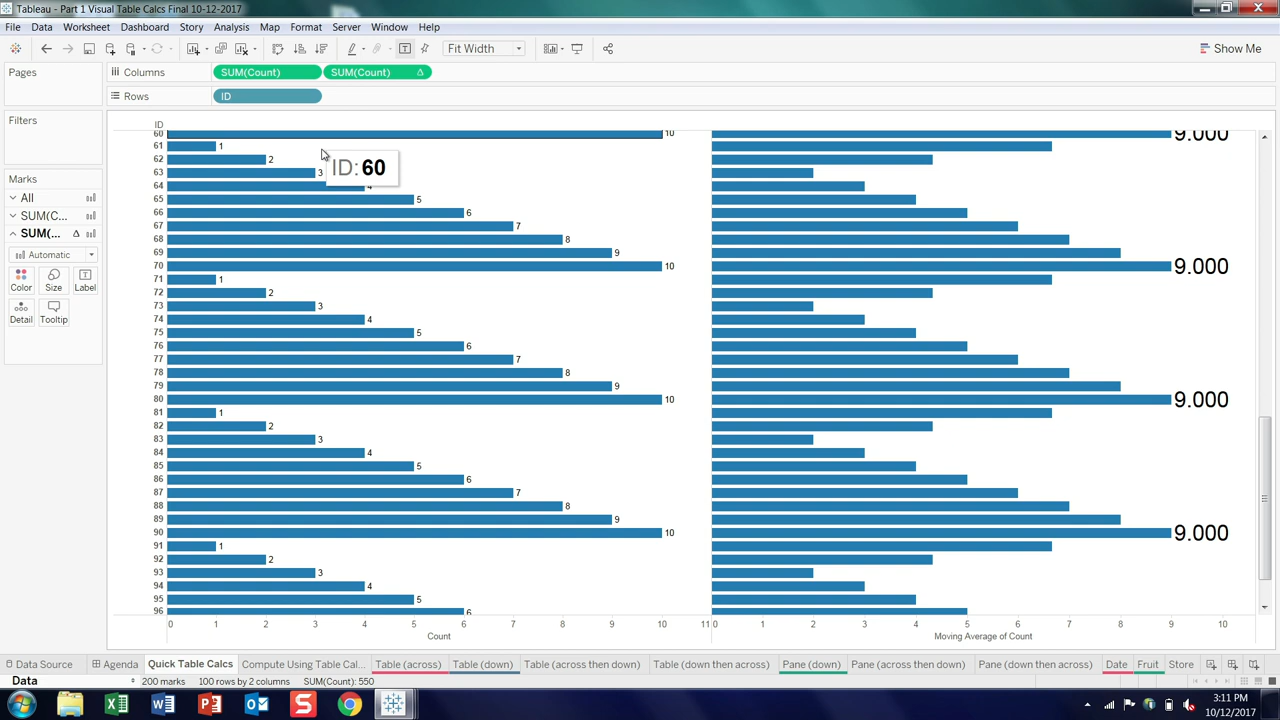 Tableau - Part 1 Visual Table Calcs Final 10-12-2017
File Data Worksheet Dashboard Story Analysis Map Format Server Window Help
Fit Width Show Me
Pages
Columns SUM(Count) SUM(Count) Δ
Rows ID
Filters
Marks
All
SUM(C...
SUM(... Δ
Automatic
Color Size Label
Detail Tooltip
ID
60 10 9.000
61 1
62 2
63 3
ID: 60
64 4
65 5
66 6
67 7
68 8
69 9
70 10 9.000
71 1
72 2
73 3
74 4
75 5
76 6
77 7
78 8
79 9
80 10 9.000
81 1
82 2
83 3
84 4
85 5
86 6
87 7
88 8
89 9
90 10 9.000
91 1
92 2
93 3
94 4
95 5
96 6
0 1 2 3 4 5 6 7 8 9 10 11 0 1 2 3 4 5 6 7 8 9 10
Count Moving Average of Count
Data Source Agenda Quick Table Calcs Compute Using Table Cal... Table (across) Table (down) Table (across then down) Table (down then across) Pane (down) Pane (across then down) Pane (down then across) Date Fruit Store
Data 200 marks 100 rows by 2 columns SUM(Count): 550
3:11 PM
10/12/2017